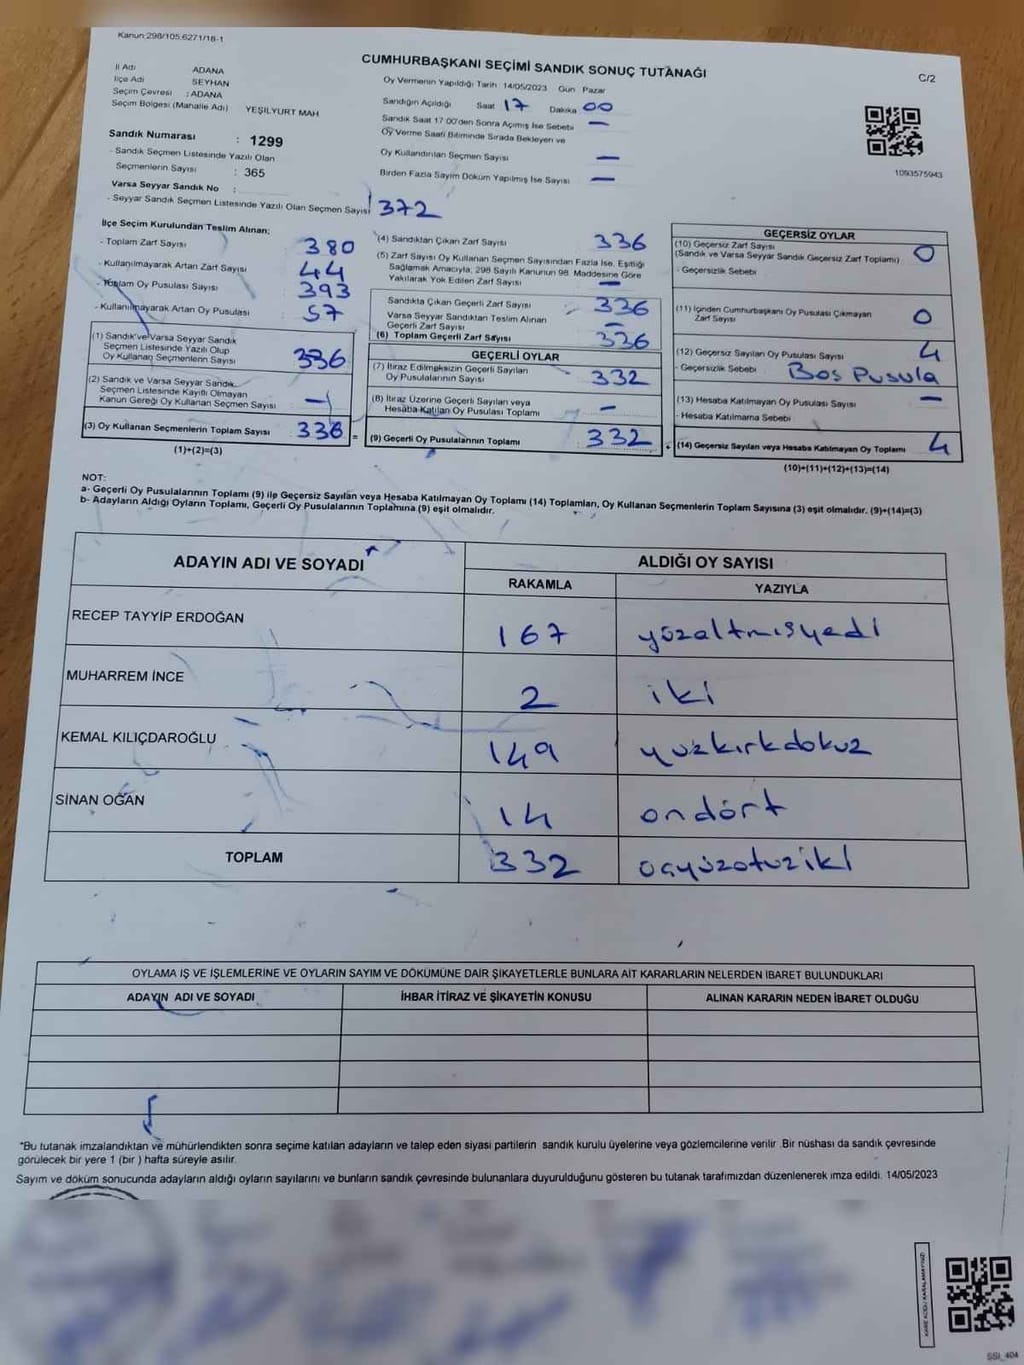 Kanun:298/105,6271/18-1
CUMHURBAŞKANI SEÇİMİ SANDIK SONUÇ TUTANAĞI
C/2
İl Adı ADANA
İlçe Adı SEYHAN
Seçim Çevresi : ADANA
Seçim Bölgesi (Mahalle Adı) YEŞİLYURT MAH
Sandık Numarası : 1299
- Sandık Seçmen Listesinde Yazılı Olan
Seçmenlerin Sayısı : 365
Varsa Seyyar Sandık No :
- Seyyar Sandık Seçmen Listesinde Yazılı Olan Seçmen Sayısı 372
Oy Vermenin Yapıldığı Tarih 14/05/2023 Gün Pazar
Sandığın Açıldığı Saat 17 Dakika 00
Sandık Saat 17:00'den Sonra Açımış İse Sebebi —
Oy Verme Saati Bitiminde Sırada Bekleyen ve
Oy Kullandırılan Seçmen Sayısı —
Birden Fazla Sayım Döküm Yapılmış İse Sayısı —
1093575943
İlçe Seçim Kurulundan Teslim Alınan;
- Toplam Zarf Sayısı 380
- Kullanılmayarak Artan Zarf Sayısı 44
- Toplam Oy Pusulası Sayısı 393
- Kullanılmayarak Artan Oy Pusulası 57
(1) Sandık ve Varsa Seyyar Sandık
Seçmen Listesinde Yazılı Olup
Oy Kullanan Seçmenlerin Sayısı 336
(2) Sandık ve Varsa Seyyar Sandık
Seçmen Listesinde Kayıtlı Olmayan
Kanun Gereği Oy Kullanan Seçmen Sayısı —
(3) Oy Kullanan Seçmenlerin Toplam Sayısı 336 =
(1)+(2)=(3)
(4) Sandıktan Çıkan Zarf Sayısı 336
(5) Zarf Sayısı Oy Kullanan Seçmen Sayısından Fazla İse, Eşitliği
Sağlamak Amacıyla; 298 Sayılı Kanunun 98. Maddesine Göre
Yakılarak Yok Edilen Zarf Sayısı —
Sandıkta Çıkan Geçerli Zarf Sayısı 336
Varsa Seyyar Sandıktan Teslim Alınan
Geçerli Zarf Sayısı —
(6) Toplam Geçerli Zarf Sayısı 336
GEÇERLİ OYLAR
(7) İtiraz Edilmeksizin Geçerli Sayılan
Oy Pusulalarının Sayısı 332
(8) İtiraz Üzerine Geçerli Sayılan veya
Hesaba Katılan Oy Pusulası Toplamı —
(9) Geçerli Oy Pusulalarının Toplamı 332 +
GEÇERSİZ OYLAR
(10) Geçersiz Zarf Sayısı
(Sandık ve Varsa Seyyar Sandık Geçersiz Zarf Toplamı) 0
- Geçersizlik Sebebi
(11) İçinden Cumhurbaşkanı Oy Pusulası Çıkmayan
Zarf Sayısı 0
(12) Geçersiz Sayılan Oy Pusulası Sayısı 4
- Geçersizlik Sebebi Boş Pusula
(13) Hesaba Katılmayan Oy Pusulası Sayısı —
- Hesaba Katılmama Sebebi
(14) Geçersiz Sayılan veya Hesaba Katılmayan Oy Toplamı 4
(10)+(11)+(12)+(13)=(14)
NOT:
a- Geçerli Oy Pusulalarının Toplamı (9) ile Geçersiz Sayılan veya Hesaba Katılmayan Oy Toplamı (14) Toplamları, Oy Kullanan Seçmenlerin Toplam Sayısına (3) eşit olmalıdır. (9)+(14)=(3)
b- Adayların Aldığı Oyların Toplamı, Geçerli Oy Pusulalarının Toplamına (9) eşit olmalıdır.
ADAYIN ADI VE SOYADI ALDIĞI OY SAYISI
RAKAMLA YAZIYLA
RECEP TAYYİP ERDOĞAN 167 yüzaltmışyedi
MUHARREM İNCE 2 iki
KEMAL KILIÇDAROĞLU 149 yüzkırkdokuz
SİNAN OĞAN 14 ondört
TOPLAM 332 üçyüzotuziki
OYLAMA İŞ VE İŞLEMLERİNE VE OYLARIN SAYIM VE DÖKÜMÜNE DAİR ŞİKAYETLERLE BUNLARA AİT KARARLARIN NELERDEN İBARET BULUNDUKLARI
ADAYIN ADI VE SOYADI İHBAR İTİRAZ VE ŞİKAYETİN KONUSU ALINAN KARARIN NEDEN İBARET OLDUĞU
*Bu tutanak imzalandıktan ve mühürlendikten sonra seçime katılan adayların ve talep eden siyasi partilerin sandık kurulu üyelerine veya gözlemcilerine verilir .Bir nüshası da sandık çevresinde
görülecek bir yere 1 (bir ) hafta süreyle asılır.
Sayım ve döküm sonucunda adayların aldığı oyların sayılarını ve bunların sandık çevresinde bulunanlara duyurulduğunu gösteren bu tutanak tarafımızdan düzenlenerek imza edildi. 14/05/2023
SSI_404